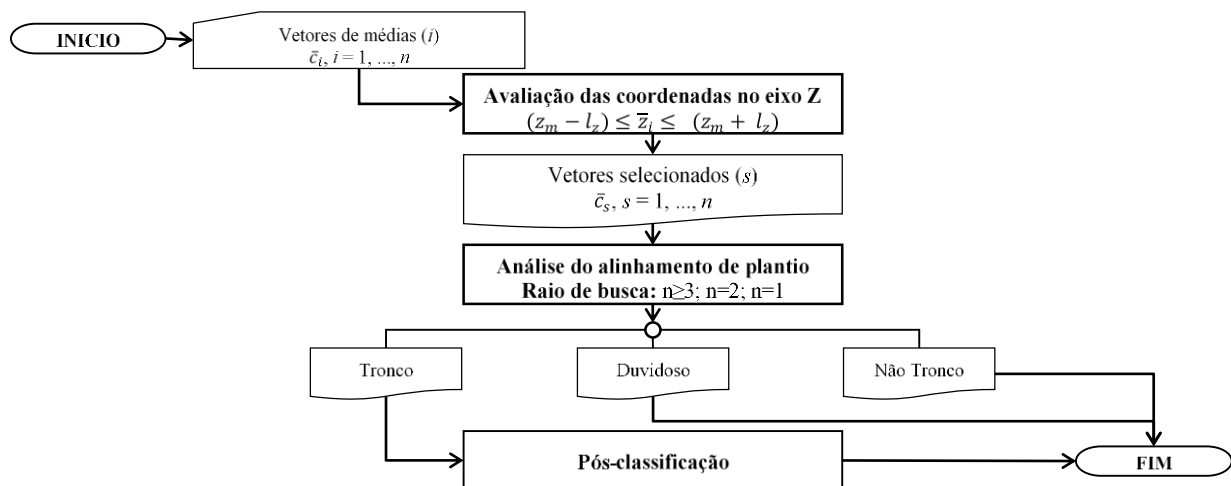 INICIO
Vetores de médias (i)
c̄ᵢ, i = 1, ..., n
Avaliação das coordenadas no eixo Z
(zₘ − l_z) ≤ z̄ᵢ ≤ (zₘ + l_z)
Vetores selecionados (s)
c̄ₛ, s = 1, ..., n
Análise do alinhamento de plantio
Raio de busca: n≥3; n=2; n=1
Tronco
Duvidoso
Não Tronco
Pós-classificação
FIM